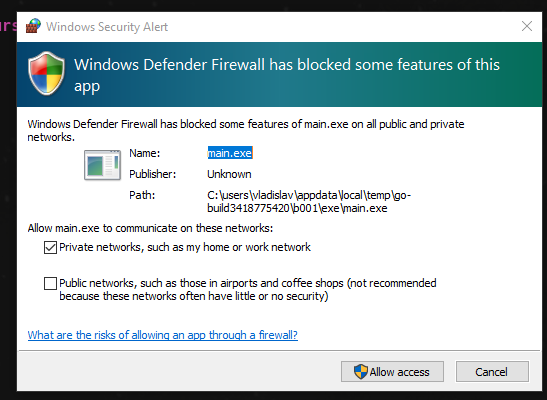 urs
Windows Security Alert
Windows Defender Firewall has blocked some features of this
app
Windows Defender Firewall has blocked some features of main.exe on all public and private
networks.
Name: main.exe
Publisher: Unknown
Path: C:\users\vladislav\appdata\local\temp\go-
build3418775420\b001\exe\main.exe
Allow main.exe to communicate on these networks:
Private networks, such as my home or work network
Public networks, such as those in airports and coffee shops (not recommended
because these networks often have little or no security)
What are the risks of allowing an app through a firewall?
Allow access Cancel